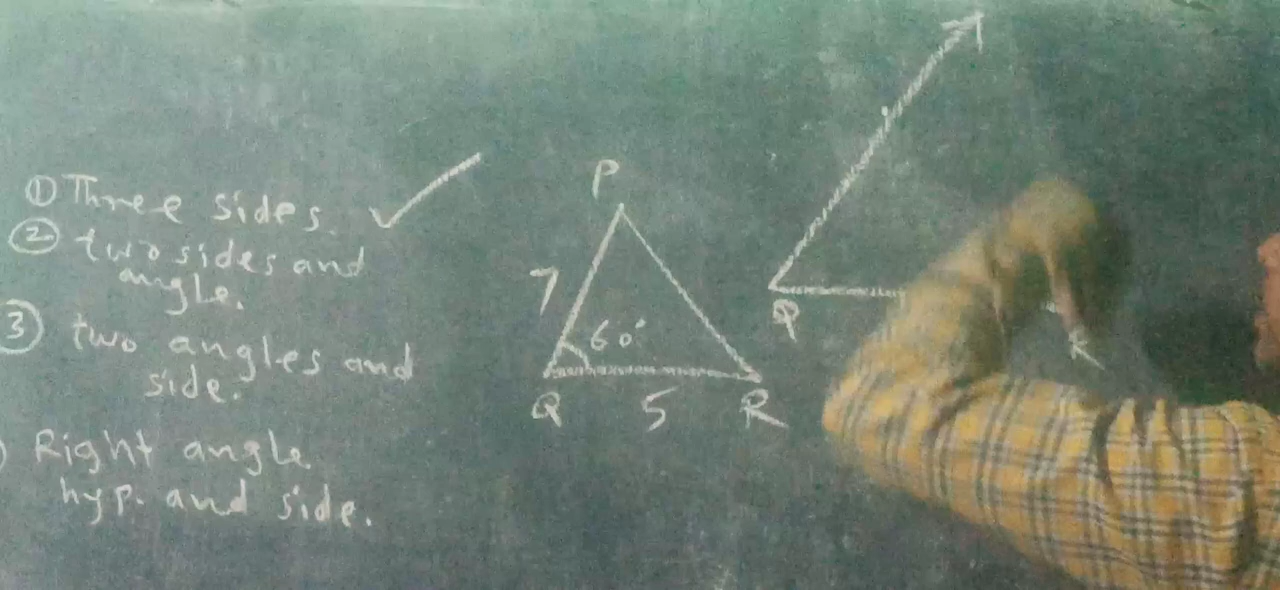 ① Three sides.
② two sides and
angle.
③ two angles and
side.
) Right angle
hyp. and side.
P
7
60°
Q
5
R
Q
R